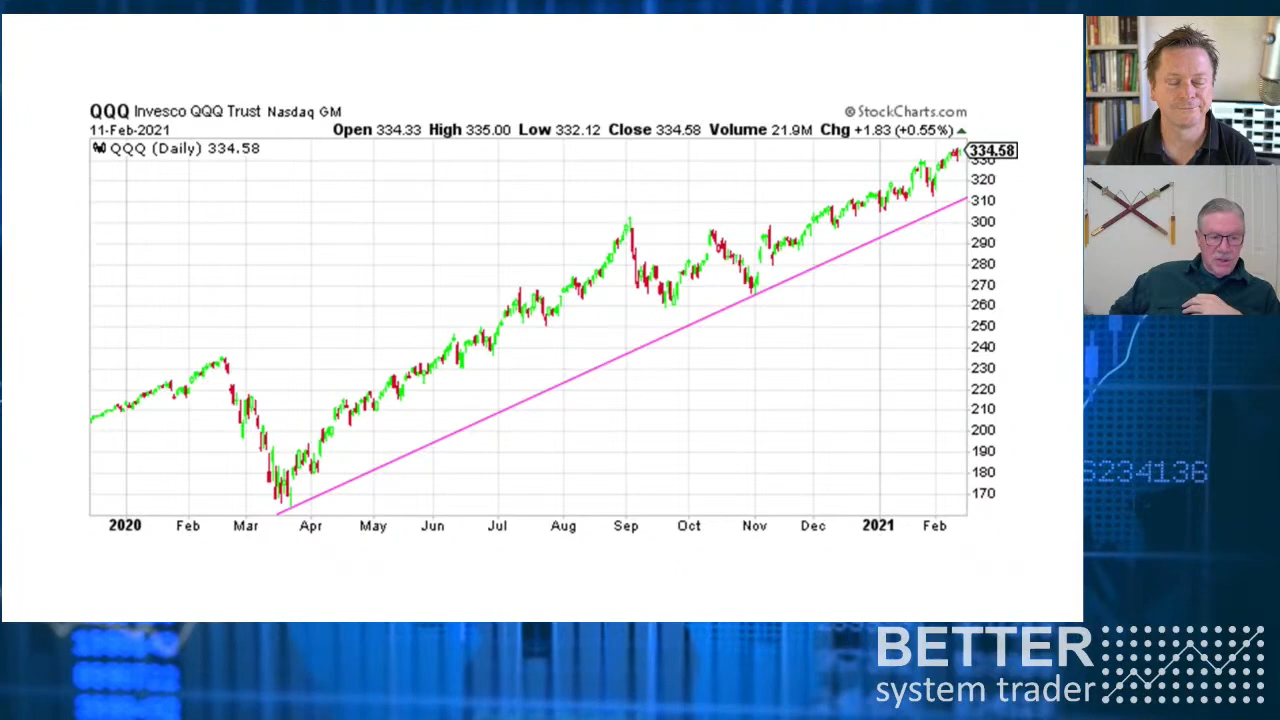 QQQ Invesco QQQ Trust Nasdaq GM
©StockCharts.com
11-Feb-2021
Open 334.33 High 335.00 Low 332.12 Close 334.58 Volume 21.9M Chg +1.83 (+0.55%)
QQQ (Daily) 334.58
334.58
330
320
310
300
290
280
270
260
250
240
230
220
210
200
190
180
170
2020 Feb Mar Apr May Jun Jul Aug Sep Oct Nov Dec 2021 Feb
6234136
BETTER
system trader